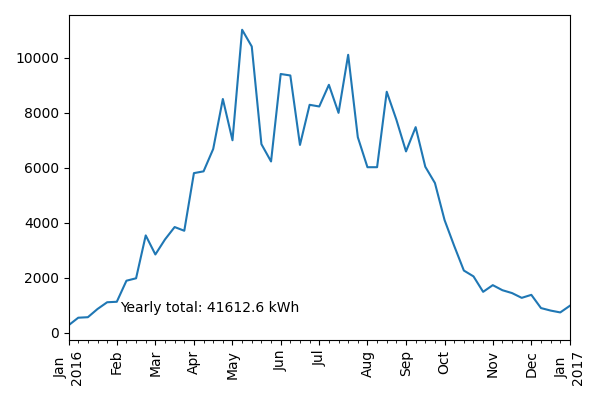 10000
8000
6000
4000
2000
0
Yearly total: 41612.6 kWh
Jan
2016
Feb
Mar
Apr
May
Jun
Jul
Aug
Sep
Oct
Nov
Dec
Jan
2017